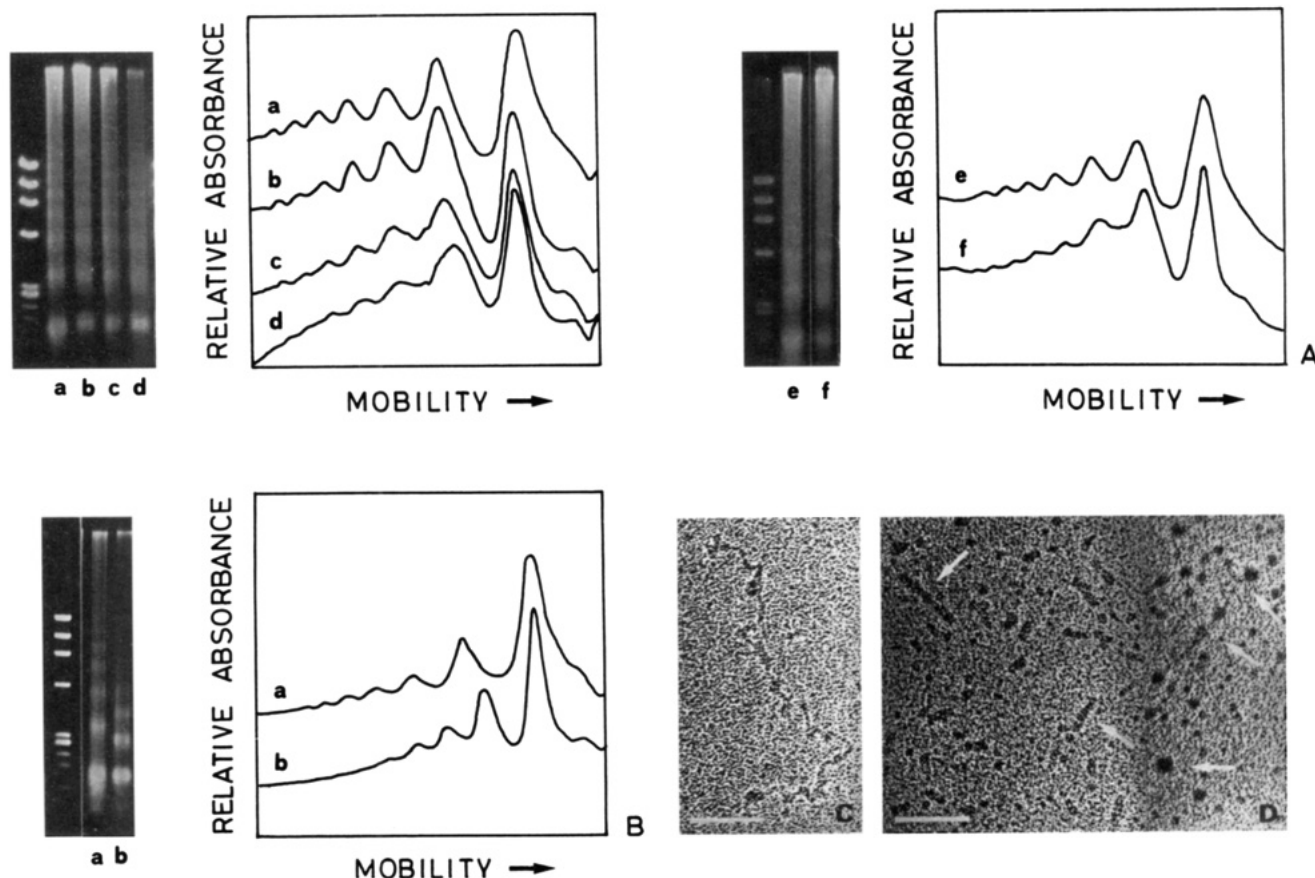 RELATIVE ABSORBANCE
a
b
c
d
a b c d
MOBILITY
RELATIVE ABSORBANCE
e
f
e f
MOBILITY
A
RELATIVE ABSORBANCE
a
b
a b
MOBILITY
B
C
D